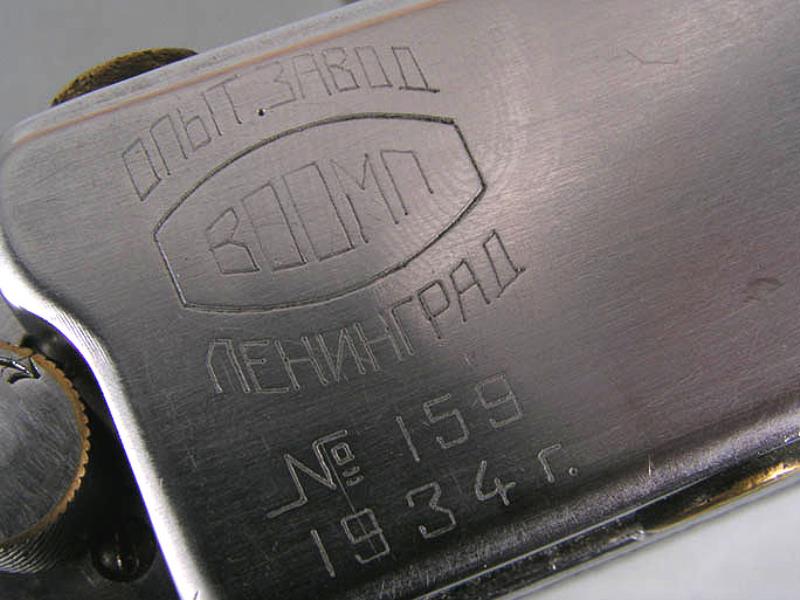 ОПЫТ. ЗАВОД
ВООМП
ЛЕНИНГРАД
№ 159
1934 г.